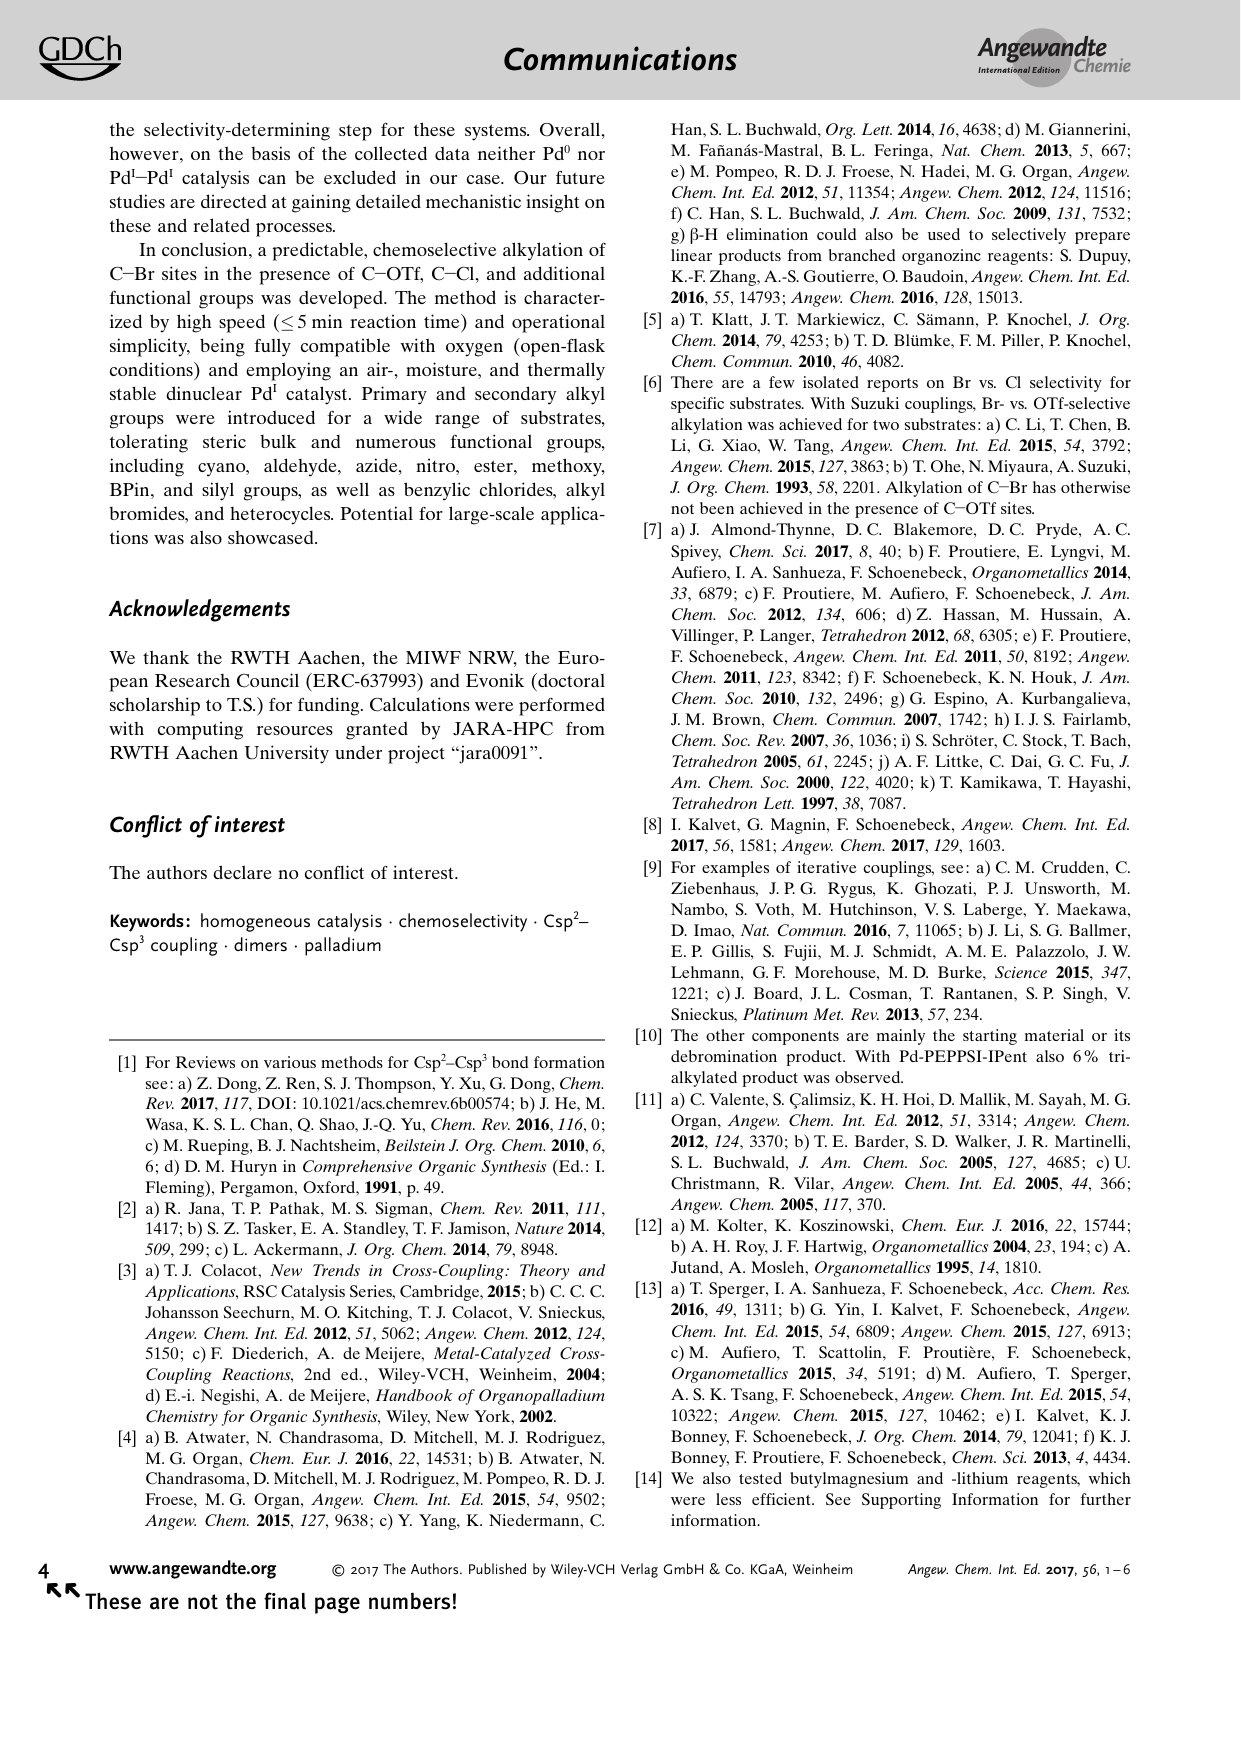 GDCh
Communications
Angewandte
International Edition Chemie
the selectivity-determining step for these systems. Overall,
however, on the basis of the collected data neither Pd⁰ nor
Pdᴵ–Pdᴵ catalysis can be excluded in our case. Our future
studies are directed at gaining detailed mechanistic insight on
these and related processes.
In conclusion, a predictable, chemoselective alkylation of
C–Br sites in the presence of C–OTf, C–Cl, and additional
functional groups was developed. The method is character-
ized by high speed (≤ 5 min reaction time) and operational
simplicity, being fully compatible with oxygen (open-flask
conditions) and employing an air-, moisture, and thermally
stable dinuclear Pdᴵ catalyst. Primary and secondary alkyl
groups were introduced for a wide range of substrates,
tolerating steric bulk and numerous functional groups,
including cyano, aldehyde, azide, nitro, ester, methoxy,
BPin, and silyl groups, as well as benzylic chlorides, alkyl
bromides, and heterocycles. Potential for large-scale applica-
tions was also showcased.
Acknowledgements
We thank the RWTH Aachen, the MIWF NRW, the Euro-
pean Research Council (ERC-637993) and Evonik (doctoral
scholarship to T.S.) for funding. Calculations were performed
with computing resources granted by JARA-HPC from
RWTH Aachen University under project “jara0091”.
Conflict of interest
The authors declare no conflict of interest.
Keywords: homogeneous catalysis · chemoselectivity · Csp²–
Csp³ coupling · dimers · palladium
[1] For Reviews on various methods for Csp²–Csp³ bond formation
see: a) Z. Dong, Z. Ren, S. J. Thompson, Y. Xu, G. Dong, Chem.
Rev. 2017, 117, DOI: 10.1021/acs.chemrev.6b00574; b) J. He, M.
Wasa, K. S. L. Chan, Q. Shao, J.-Q. Yu, Chem. Rev. 2016, 116, 0;
c) M. Rueping, B. J. Nachtsheim, Beilstein J. Org. Chem. 2010, 6,
6; d) D. M. Huryn in Comprehensive Organic Synthesis (Ed.: I.
Fleming), Pergamon, Oxford, 1991, p. 49.
[2] a) R. Jana, T. P. Pathak, M. S. Sigman, Chem. Rev. 2011, 111,
1417; b) S. Z. Tasker, E. A. Standley, T. F. Jamison, Nature 2014,
509, 299; c) L. Ackermann, J. Org. Chem. 2014, 79, 8948.
[3] a) T. J. Colacot, New Trends in Cross-Coupling: Theory and
Applications, RSC Catalysis Series, Cambridge, 2015; b) C. C. C.
Johansson Seechurn, M. O. Kitching, T. J. Colacot, V. Snieckus,
Angew. Chem. Int. Ed. 2012, 51, 5062; Angew. Chem. 2012, 124,
5150; c) F. Diederich, A. de Meijere, Metal-Catalyzed Cross-
Coupling Reactions, 2nd ed., Wiley-VCH, Weinheim, 2004;
d) E.-i. Negishi, A. de Meijere, Handbook of Organopalladium
Chemistry for Organic Synthesis, Wiley, New York, 2002.
[4] a) B. Atwater, N. Chandrasoma, D. Mitchell, M. J. Rodriguez,
M. G. Organ, Chem. Eur. J. 2016, 22, 14531; b) B. Atwater, N.
Chandrasoma, D. Mitchell, M. J. Rodriguez, M. Pompeo, R. D. J.
Froese, M. G. Organ, Angew. Chem. Int. Ed. 2015, 54, 9502;
Angew. Chem. 2015, 127, 9638; c) Y. Yang, K. Niedermann, C.
Han, S. L. Buchwald, Org. Lett. 2014, 16, 4638; d) M. Giannerini,
M. Fañanás-Mastral, B. L. Feringa, Nat. Chem. 2013, 5, 667;
e) M. Pompeo, R. D. J. Froese, N. Hadei, M. G. Organ, Angew.
Chem. Int. Ed. 2012, 51, 11354; Angew. Chem. 2012, 124, 11516;
f) C. Han, S. L. Buchwald, J. Am. Chem. Soc. 2009, 131, 7532;
g) β-H elimination could also be used to selectively prepare
linear products from branched organozinc reagents: S. Dupuy,
K.-F. Zhang, A.-S. Goutierre, O. Baudoin, Angew. Chem. Int. Ed.
2016, 55, 14793; Angew. Chem. 2016, 128, 15013.
[5] a) T. Klatt, J. T. Markiewicz, C. Sämann, P. Knochel, J. Org.
Chem. 2014, 79, 4253; b) T. D. Blümke, F. M. Piller, P. Knochel,
Chem. Commun. 2010, 46, 4082.
[6] There are a few isolated reports on Br vs. Cl selectivity for
specific substrates. With Suzuki couplings, Br- vs. OTf-selective
alkylation was achieved for two substrates: a) C. Li, T. Chen, B.
Li, G. Xiao, W. Tang, Angew. Chem. Int. Ed. 2015, 54, 3792;
Angew. Chem. 2015, 127, 3863; b) T. Ohe, N. Miyaura, A. Suzuki,
J. Org. Chem. 1993, 58, 2201. Alkylation of C–Br has otherwise
not been achieved in the presence of C–OTf sites.
[7] a) J. Almond-Thynne, D. C. Blakemore, D. C. Pryde, A. C.
Spivey, Chem. Sci. 2017, 8, 40; b) F. Proutiere, E. Lyngvi, M.
Aufiero, I. A. Sanhueza, F. Schoenebeck, Organometallics 2014,
33, 6879; c) F. Proutiere, M. Aufiero, F. Schoenebeck, J. Am.
Chem. Soc. 2012, 134, 606; d) Z. Hassan, M. Hussain, A.
Villinger, P. Langer, Tetrahedron 2012, 68, 6305; e) F. Proutiere,
F. Schoenebeck, Angew. Chem. Int. Ed. 2011, 50, 8192; Angew.
Chem. 2011, 123, 8342; f) F. Schoenebeck, K. N. Houk, J. Am.
Chem. Soc. 2010, 132, 2496; g) G. Espino, A. Kurbangalieva,
J. M. Brown, Chem. Commun. 2007, 1742; h) I. J. S. Fairlamb,
Chem. Soc. Rev. 2007, 36, 1036; i) S. Schröter, C. Stock, T. Bach,
Tetrahedron 2005, 61, 2245; j) A. F. Littke, C. Dai, G. C. Fu, J.
Am. Chem. Soc. 2000, 122, 4020; k) T. Kamikawa, T. Hayashi,
Tetrahedron Lett. 1997, 38, 7087.
[8] I. Kalvet, G. Magnin, F. Schoenebeck, Angew. Chem. Int. Ed.
2017, 56, 1581; Angew. Chem. 2017, 129, 1603.
[9] For examples of iterative couplings, see: a) C. M. Crudden, C.
Ziebenhaus, J. P. G. Rygus, K. Ghozati, P. J. Unsworth, M.
Nambo, S. Voth, M. Hutchinson, V. S. Laberge, Y. Maekawa,
D. Imao, Nat. Commun. 2016, 7, 11065; b) J. Li, S. G. Ballmer,
E. P. Gillis, S. Fujii, M. J. Schmidt, A. M. E. Palazzolo, J. W.
Lehmann, G. F. Morehouse, M. D. Burke, Science 2015, 347,
1221; c) J. Board, J. L. Cosman, T. Rantanen, S. P. Singh, V.
Snieckus, Platinum Met. Rev. 2013, 57, 234.
[10] The other components are mainly the starting material or its
debromination product. With Pd-PEPPSI-IPent also 6 % tri-
alkylated product was observed.
[11] a) C. Valente, S. Çalimsiz, K. H. Hoi, D. Mallik, M. Sayah, M. G.
Organ, Angew. Chem. Int. Ed. 2012, 51, 3314; Angew. Chem.
2012, 124, 3370; b) T. E. Barder, S. D. Walker, J. R. Martinelli,
S. L. Buchwald, J. Am. Chem. Soc. 2005, 127, 4685; c) U.
Christmann, R. Vilar, Angew. Chem. Int. Ed. 2005, 44, 366;
Angew. Chem. 2005, 117, 370.
[12] a) M. Kolter, K. Koszinowski, Chem. Eur. J. 2016, 22, 15744;
b) A. H. Roy, J. F. Hartwig, Organometallics 2004, 23, 194; c) A.
Jutand, A. Mosleh, Organometallics 1995, 14, 1810.
[13] a) T. Sperger, I. A. Sanhueza, F. Schoenebeck, Acc. Chem. Res.
2016, 49, 1311; b) G. Yin, I. Kalvet, F. Schoenebeck, Angew.
Chem. Int. Ed. 2015, 54, 6809; Angew. Chem. 2015, 127, 6913;
c) M. Aufiero, T. Scattolin, F. Proutière, F. Schoenebeck,
Organometallics 2015, 34, 5191; d) M. Aufiero, T. Sperger,
A. S. K. Tsang, F. Schoenebeck, Angew. Chem. Int. Ed. 2015, 54,
10322; Angew. Chem. 2015, 127, 10462; e) I. Kalvet, K. J.
Bonney, F. Schoenebeck, J. Org. Chem. 2014, 79, 12041; f) K. J.
Bonney, F. Proutiere, F. Schoenebeck, Chem. Sci. 2013, 4, 4434.
[14] We also tested butylmagnesium and -lithium reagents, which
were less efficient. See Supporting Information for further
information.
4 www.angewandte.org © 2017 The Authors. Published by Wiley-VCH Verlag GmbH & Co. KGaA, Weinheim Angew. Chem. Int. Ed. 2017, 56, 1 – 6
These are not the final page numbers!